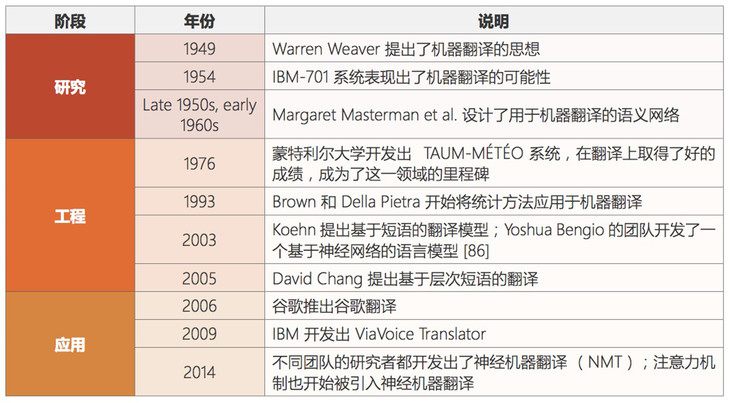 阶段 年份 说明
研究
1949 Warren Weaver 提出了机器翻译的思想
1954 IBM-701 系统表现出了机器翻译的可能性
Late 1950s, early
1960s
Margaret Masterman et al. 设计了用于机器翻译的语义网络
工程
1976
蒙特利尔大学开发出 TAUM-MÉTÉO 系统，在翻译上取得了好的
成绩，成为了这一领域的里程碑
1993 Brown 和 Della Pietra 开始将统计方法应用于机器翻译
2003
Koehn 提出基于短语的翻译模型；Yoshua Bengio 的团队开发了一
个基于神经网络的语言模型 [86]
2005 David Chang 提出基于层次短语的翻译
应用
2006 谷歌推出谷歌翻译
2009 IBM 开发出 ViaVoice Translator
2014
不同团队的研究者都开发出了神经机器翻译 （ NMT ）；注意力机
制也开始被引入神经机器翻译